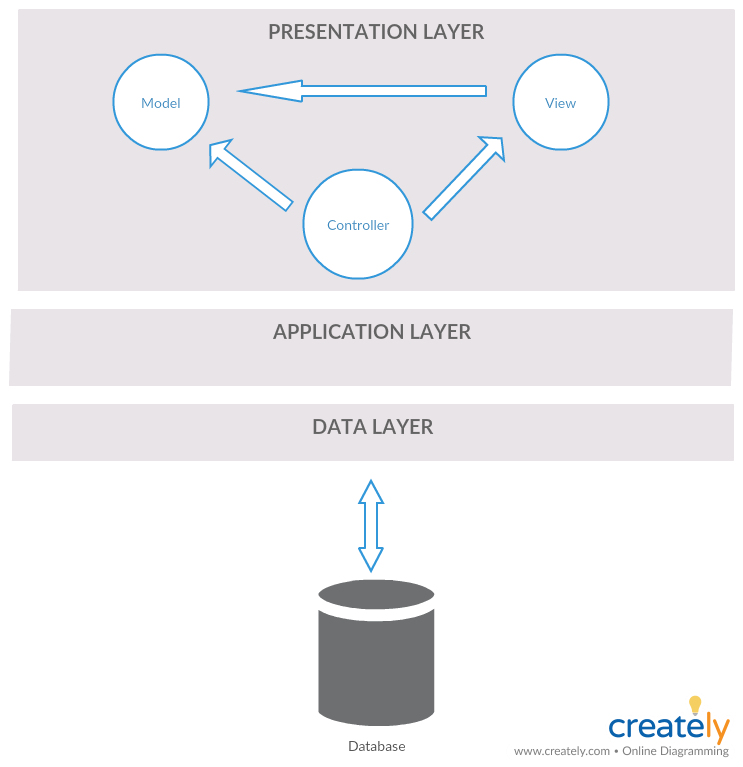 PRESENTATION LAYER
Model
View
Controller
APPLICATION LAYER
DATA LAYER
Database
creately
www.creately.com • Online Diagramming